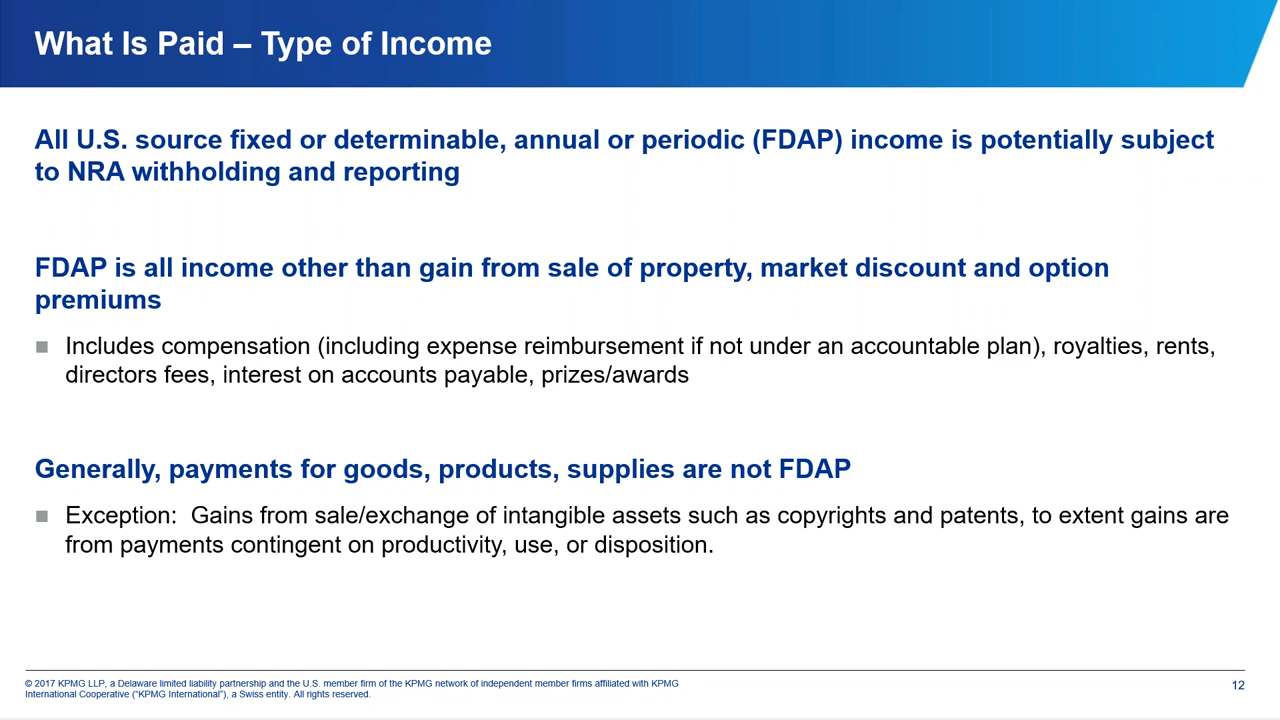 What Is Paid – Type of Income
All U.S. source fixed or determinable, annual or periodic (FDAP) income is potentially subject
to NRA withholding and reporting
FDAP is all income other than gain from sale of property, market discount and option
premiums
■ Includes compensation (including expense reimbursement if not under an accountable plan), royalties, rents,
directors fees, interest on accounts payable, prizes/awards
Generally, payments for goods, products, supplies are not FDAP
■ Exception:  Gains from sale/exchange of intangible assets such as copyrights and patents, to extent gains are
from payments contingent on productivity, use, or disposition.
© 2017 KPMG LLP, a Delaware limited liability partnership and the U.S. member firm of the KPMG network of independent member firms affiliated with KPMG
International Cooperative (“KPMG International”), a Swiss entity. All rights reserved.
12